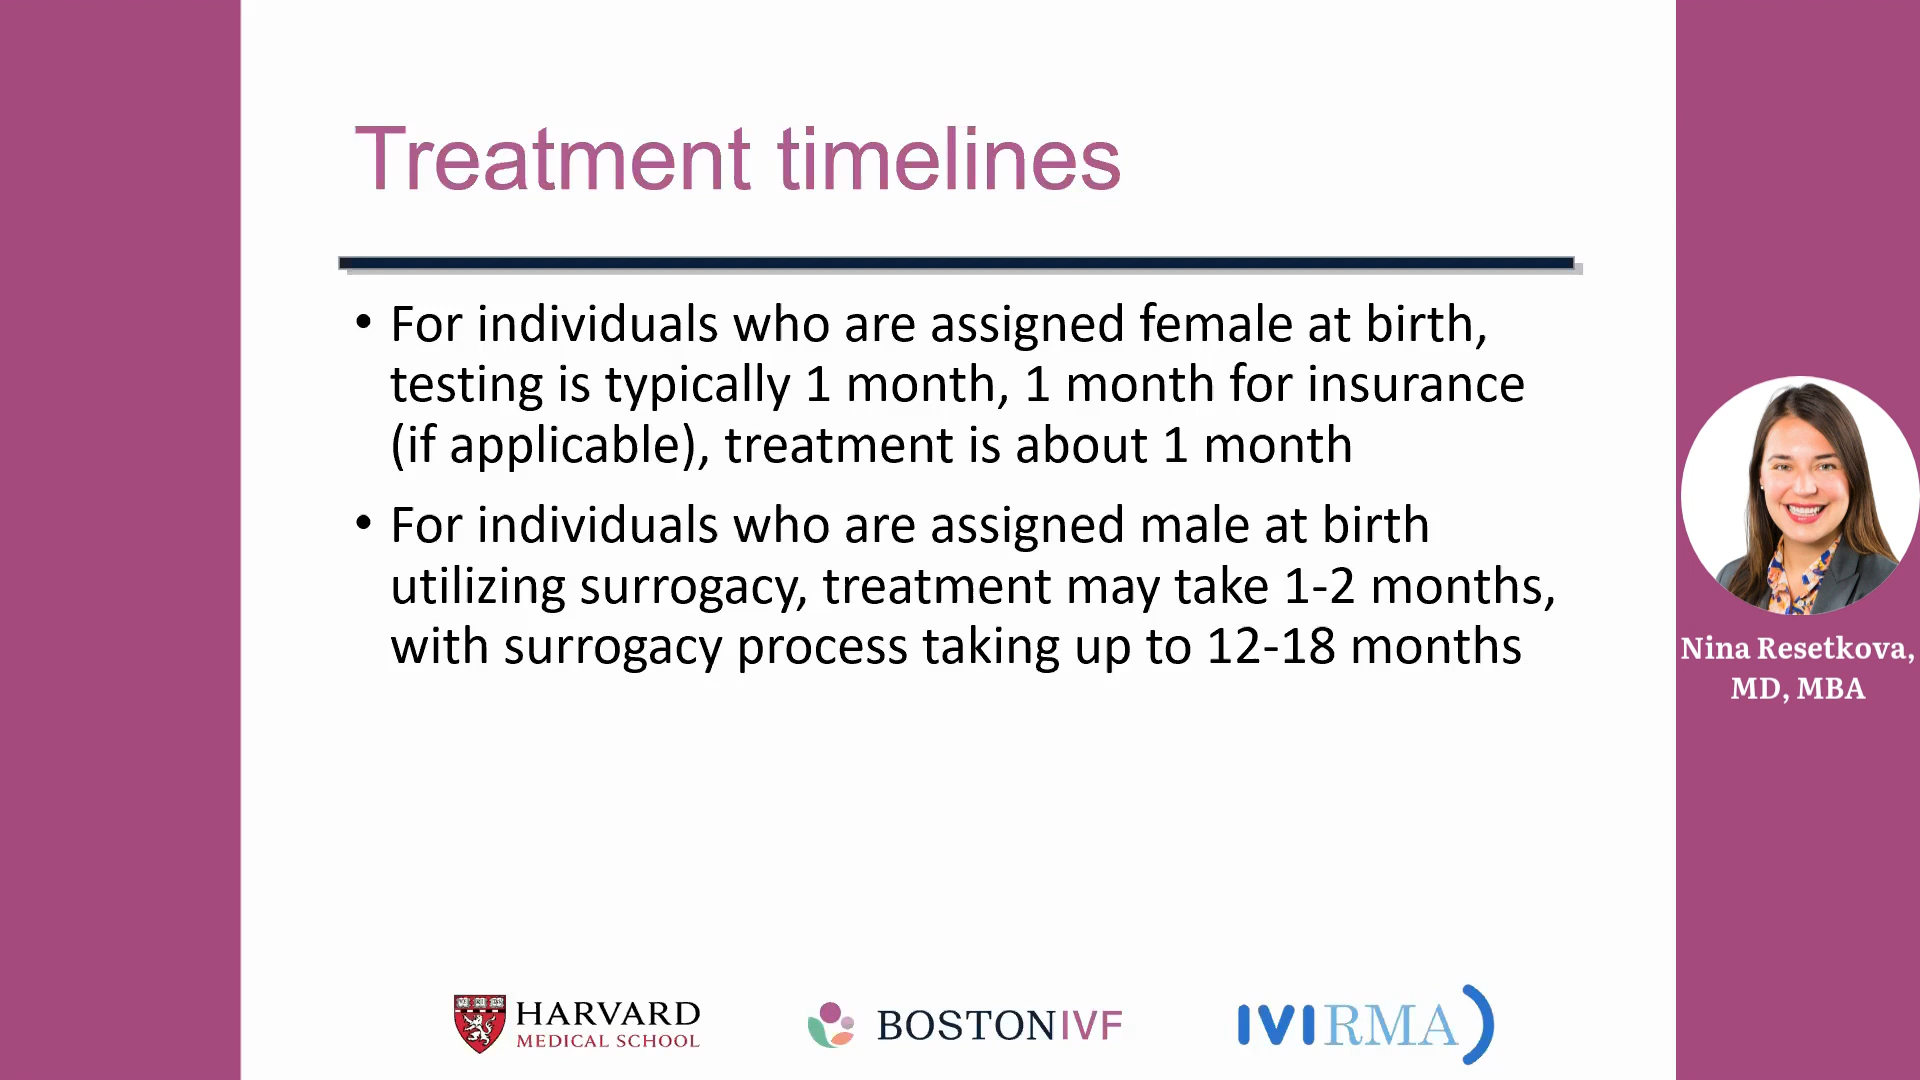 Treatment timelines
• For individuals who are assigned female at birth,
testing is typically 1 month, 1 month for insurance
(if applicable), treatment is about 1 month
• For individuals who are assigned male at birth
utilizing surrogacy, treatment may take 1-2 months,
with surrogacy process taking up to 12-18 months
Nina Resetkova,
MD, MBA
HARVARD
MEDICAL SCHOOL
BOSTONIVF
IVIRMA